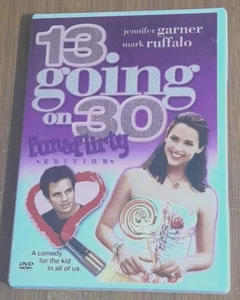 13
jennifer garner
mark ruffalo
going
on 30
fun&flirty
EDITION
A comedy
for the kid
in all of us.
DVD